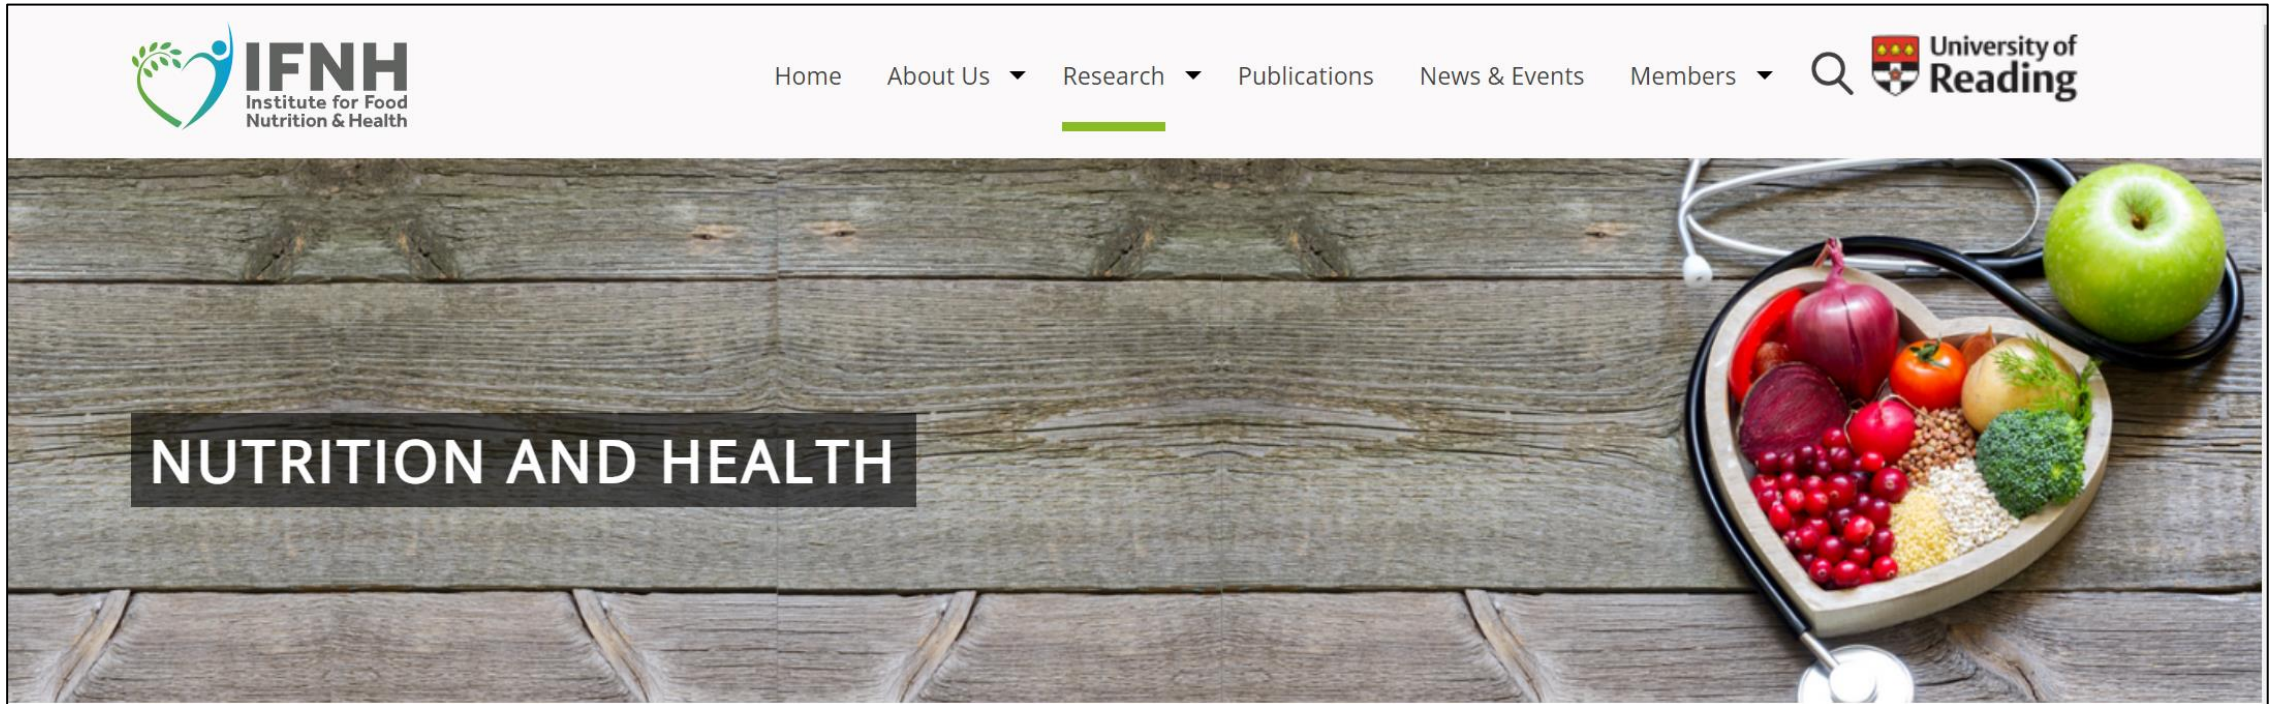 IFNH
Institute for Food
Nutrition & Health
Home About Us Research Publications News & Events Members
University of
Reading
NUTRITION AND HEALTH